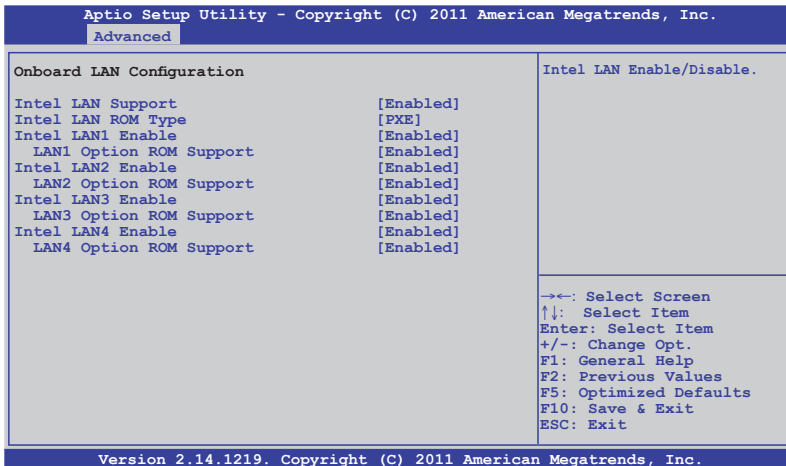 Aptio Setup Utility - Copyright (C) 2011 American Megatrends, Inc.
Advanced
Onboard LAN Configuration
Intel LAN Support [Enabled]
Intel LAN ROM Type [PXE]
Intel LAN1 Enable [Enabled]
LAN1 Option ROM Support [Enabled]
Intel LAN2 Enable [Enabled]
LAN2 Option ROM Support [Enabled]
Intel LAN3 Enable [Enabled]
LAN3 Option ROM Support [Enabled]
Intel LAN4 Enable [Enabled]
LAN4 Option ROM Support [Enabled]
Intel LAN Enable/Disable.
→←: Select Screen
↑↓: Select Item
Enter: Select Item
+/-: Change Opt.
F1: General Help
F2: Previous Values
F5: Optimized Defaults
F10: Save & Exit
ESC: Exit
Version 2.14.1219. Copyright (C) 2011 American Megatrends, Inc.